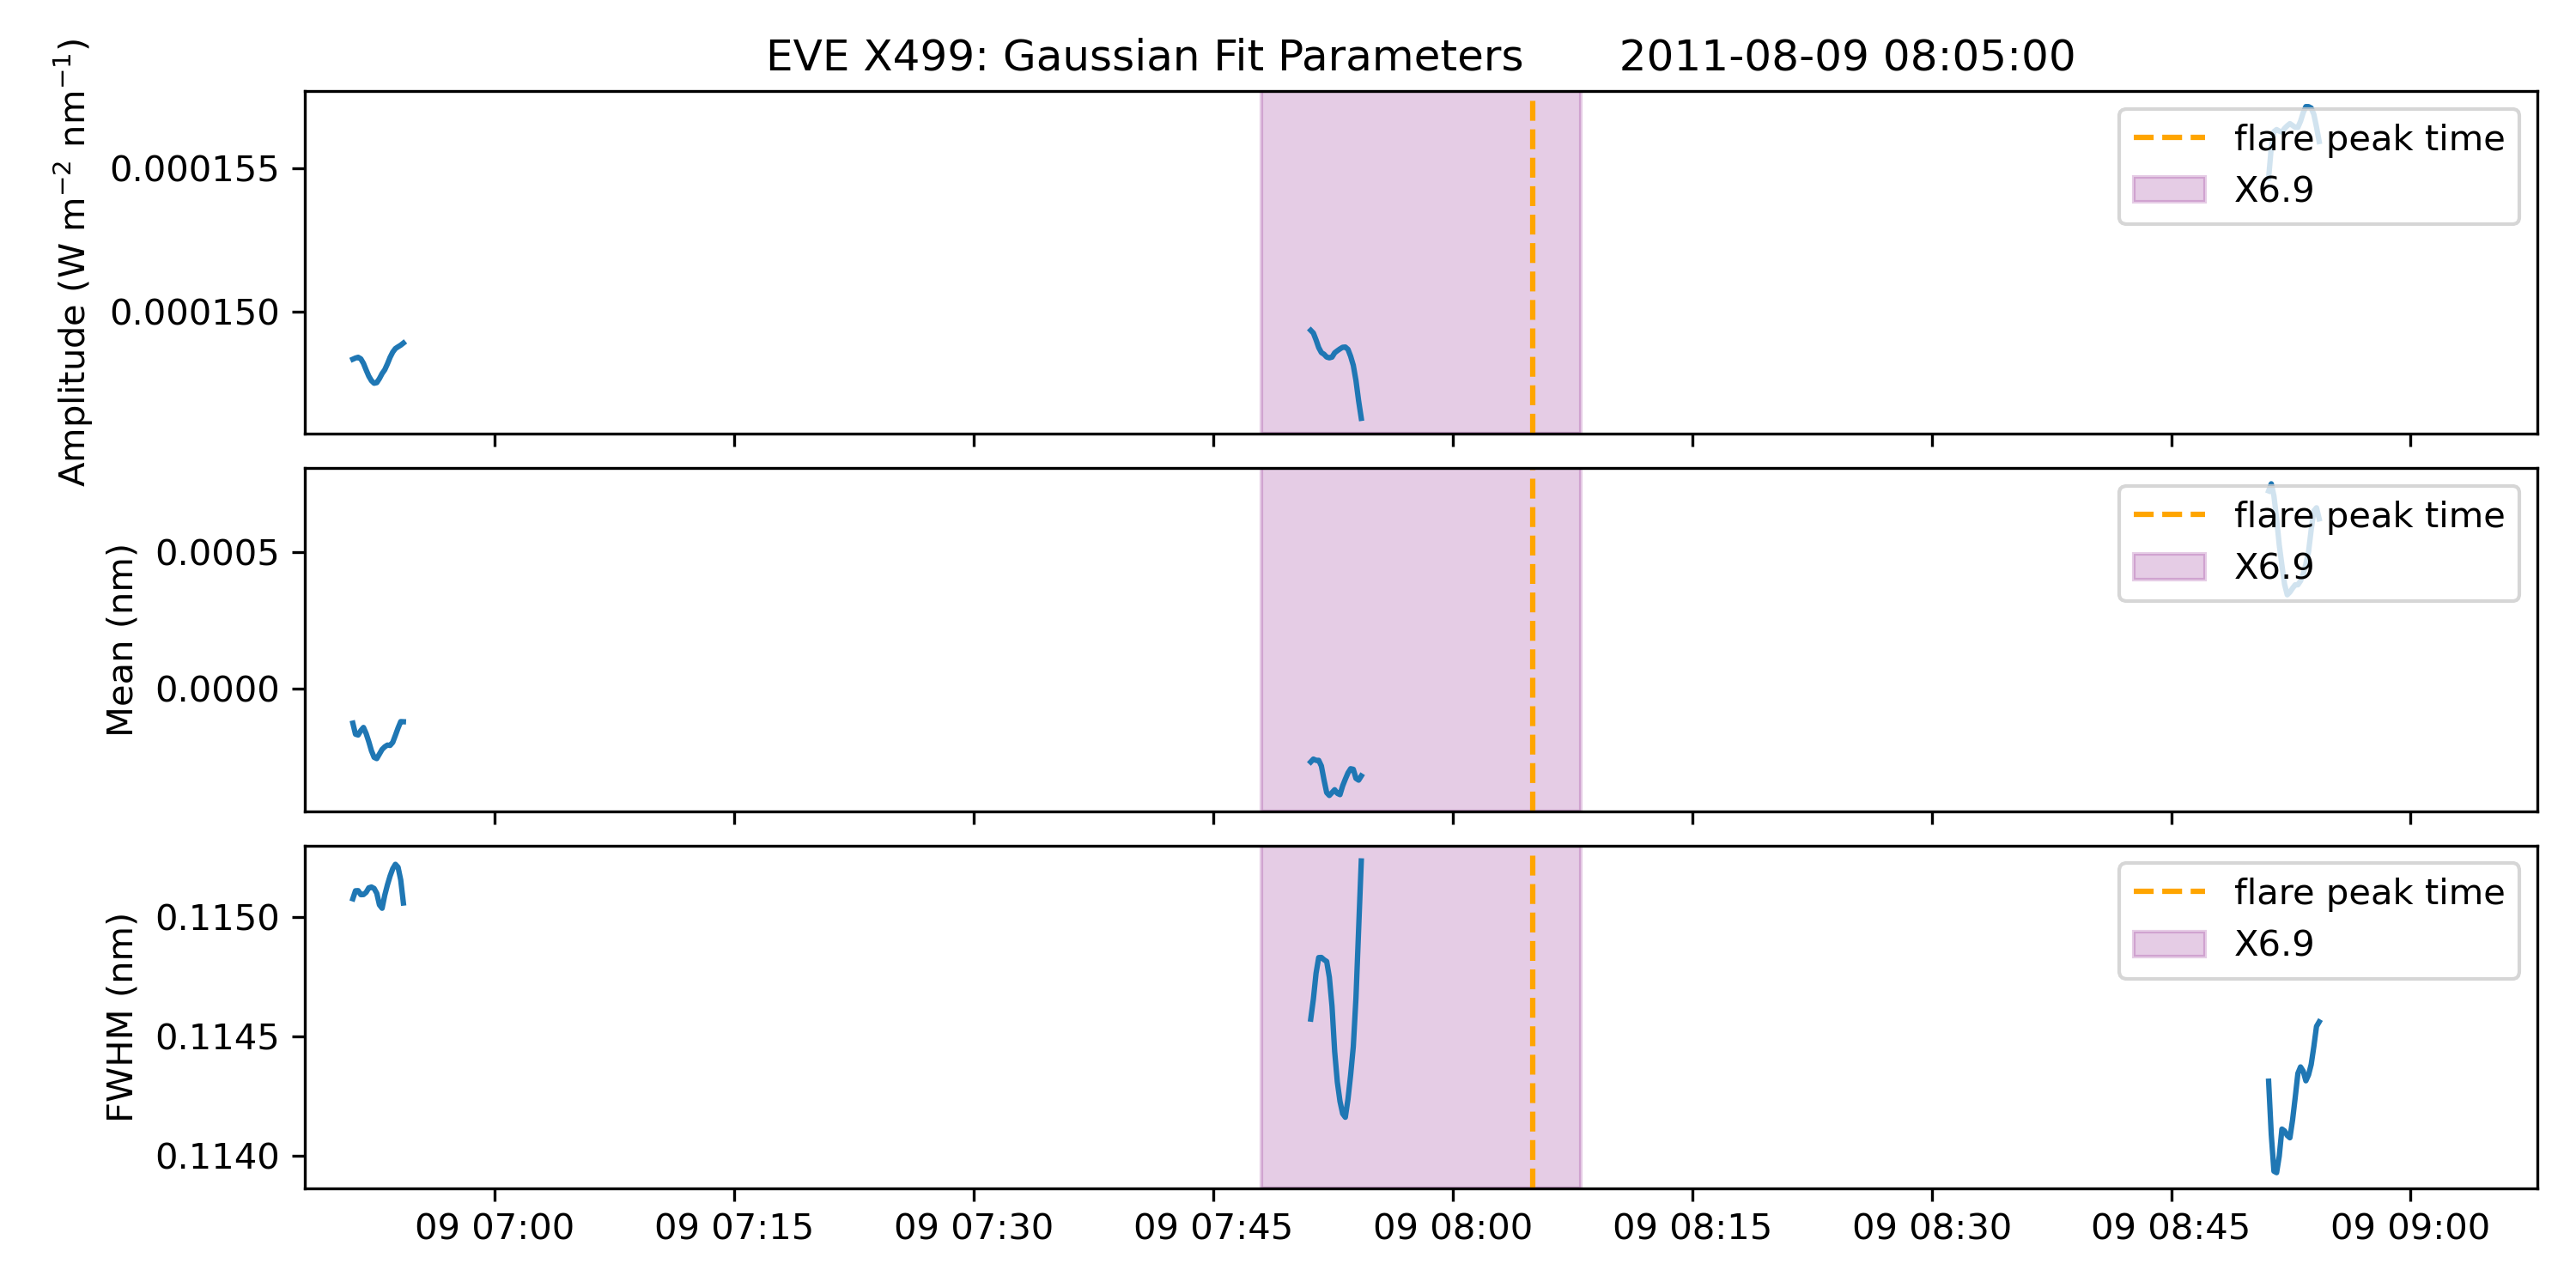 EVE X499: Gaussian Fit Parameters 2011-08-09 08:05:00
Amplitude (W m⁻² nm⁻¹)
0.000155
0.000150
flare peak time
X6.9
Mean (nm)
0.0005
0.0000
flare peak time
X6.9
FWHM (nm)
0.1150
0.1145
0.1140
flare peak time
X6.9
09 07:00 09 07:15 09 07:30 09 07:45 09 08:00 09 08:15 09 08:30 09 08:45 09 09:00